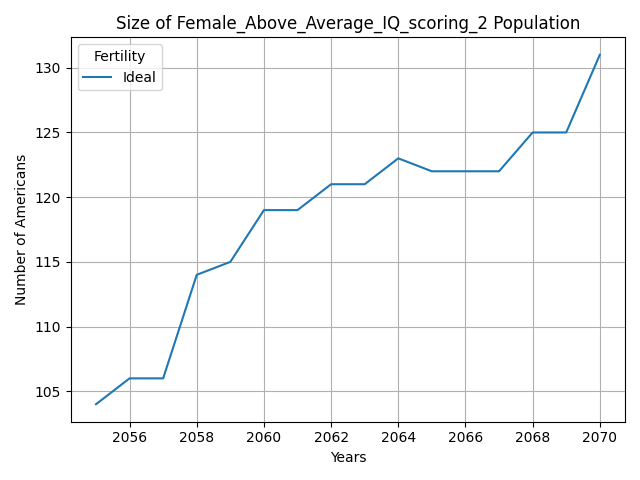 Size of Female_Above_Average_IQ_scoring_2 Population
Fertility
Ideal
Number of Americans
130
125
120
115
110
105
2056 2058 2060 2062 2064 2066 2068 2070
Years